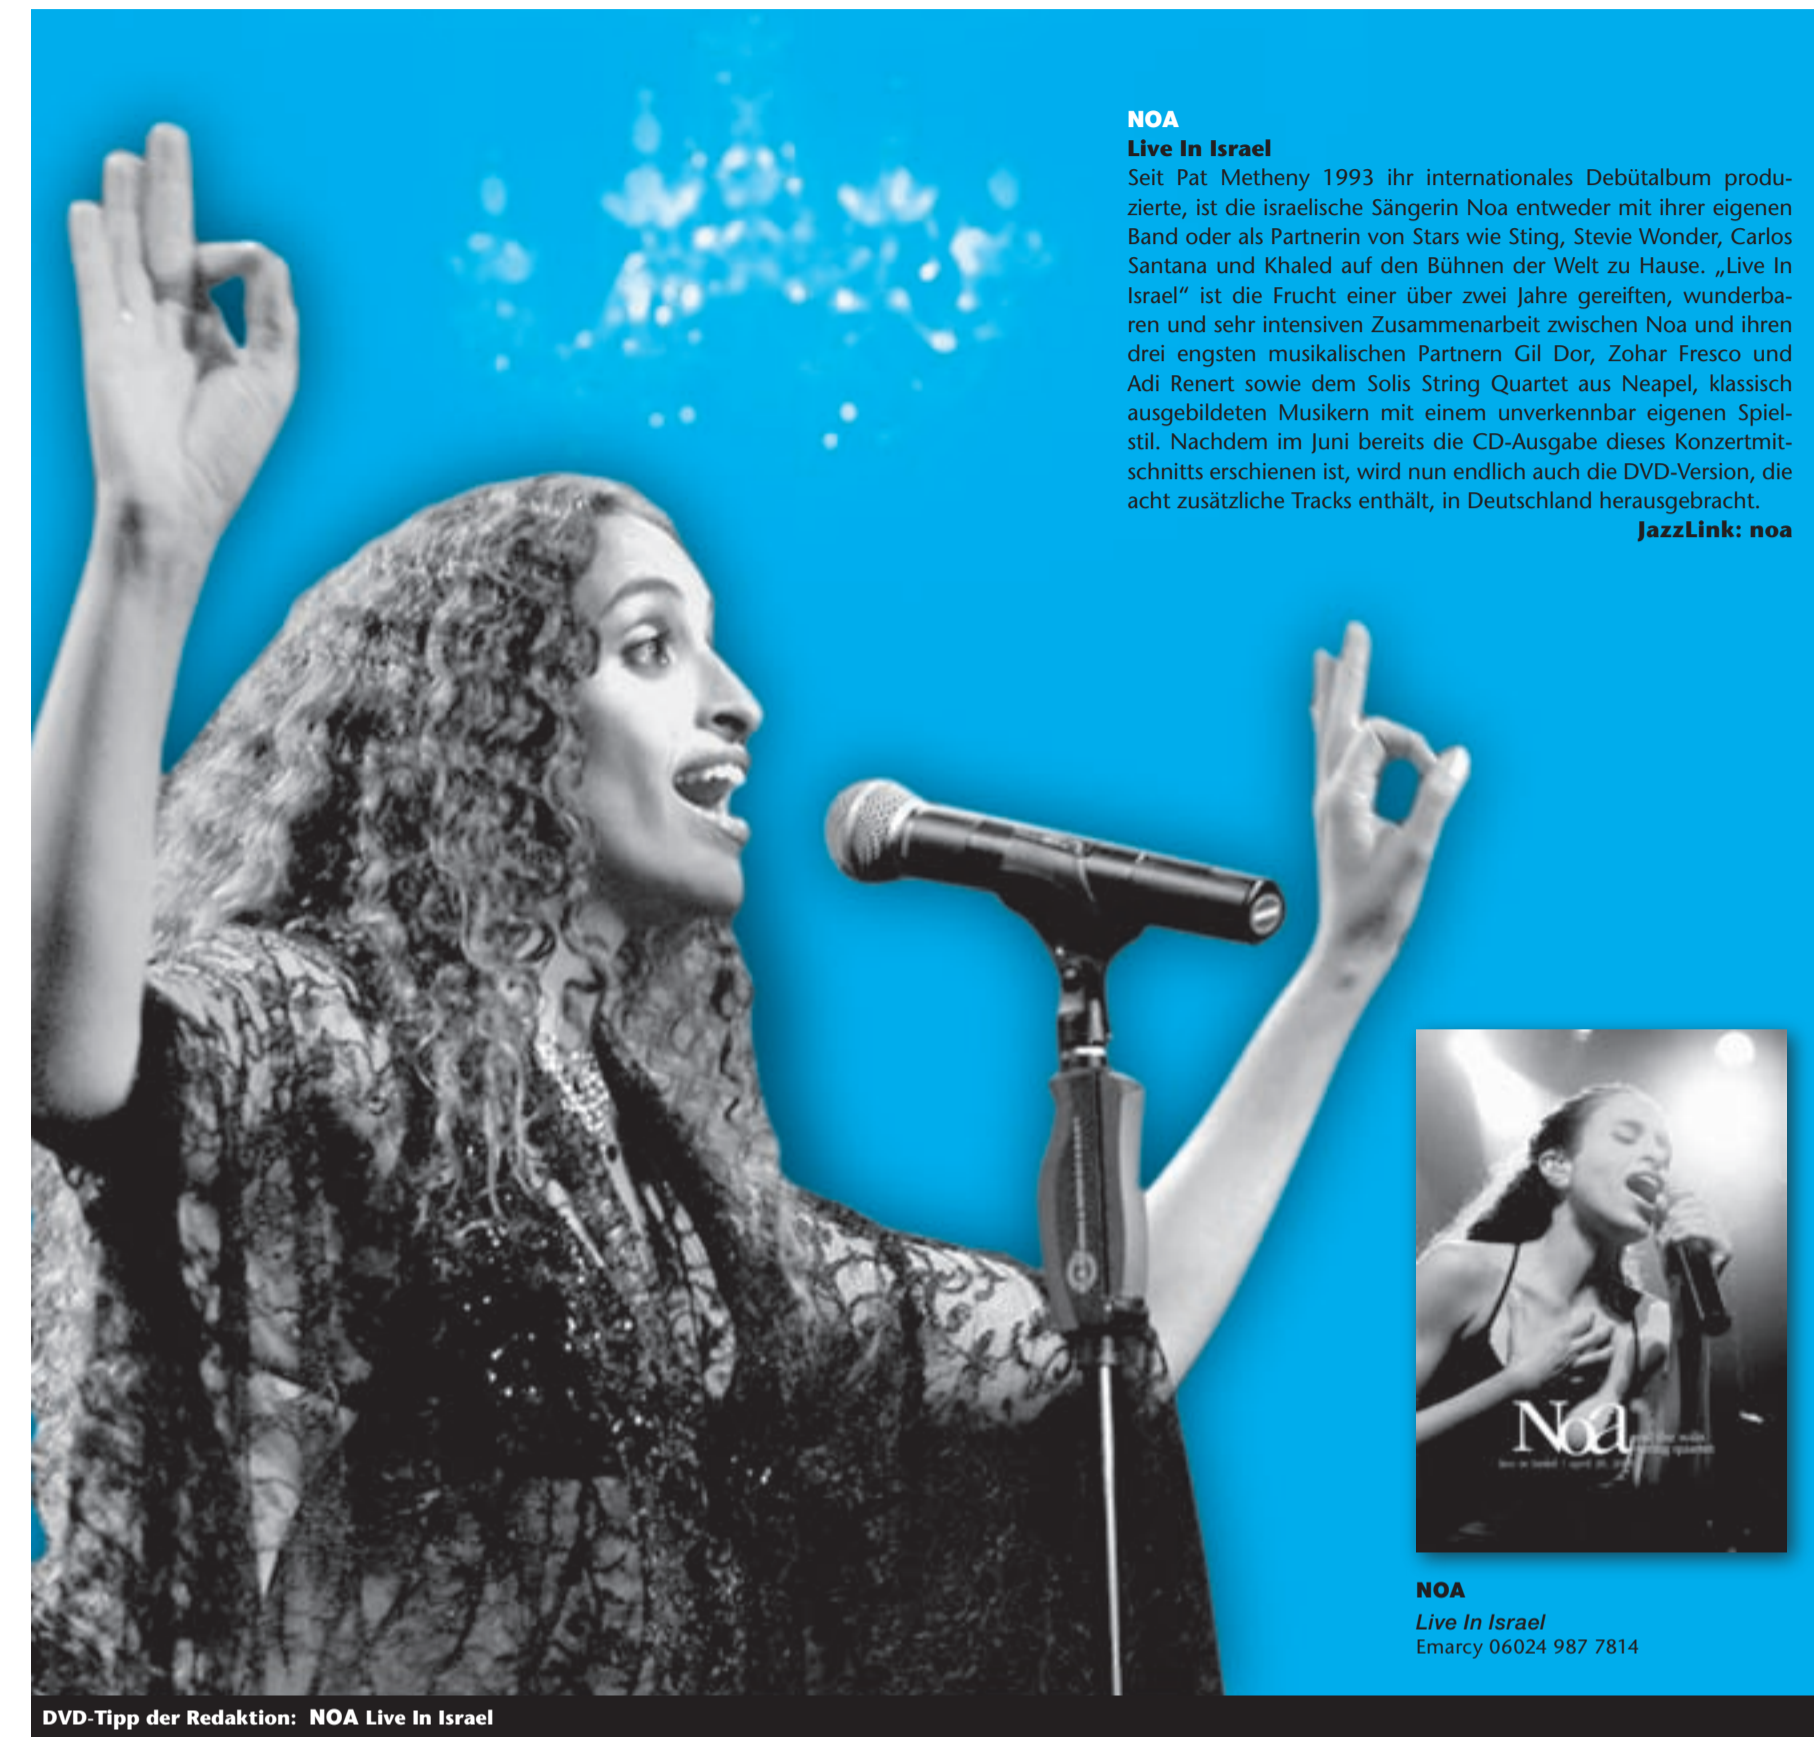 NOA
Live In Israel
Seit Pat Metheny 1993 ihr internationales Debütalbum produ-
zierte, ist die israelische Sängerin Noa entweder mit ihrer eigenen
Band oder als Partnerin von Stars wie Sting, Stevie Wonder, Carlos
Santana und Khaled auf den Bühnen der Welt zu Hause. „Live In
Israel“ ist die Frucht einer über zwei Jahre gereiften, wunderba-
ren und sehr intensiven Zusammenarbeit zwischen Noa und ihren
drei engsten musikalischen Partnern Gil Dor, Zohar Fresco und
Adi Renert sowie dem Solis String Quartet aus Neapel, klassisch
ausgebildeten Musikern mit einem unverkennbar eigenen Spiel-
stil. Nachdem im Juni bereits die CD-Ausgabe dieses Konzertmit-
schnitts erschienen ist, wird nun endlich auch die DVD-Version, die
acht zusätzliche Tracks enthält, in Deutschland herausgebracht.
JazzLink: noa
Noa
solis
quartet
live in israel | april
NOA
Live In Israel
Emarcy 06024 987 7814
DVD-Tipp der Redaktion: NOA Live In Israel